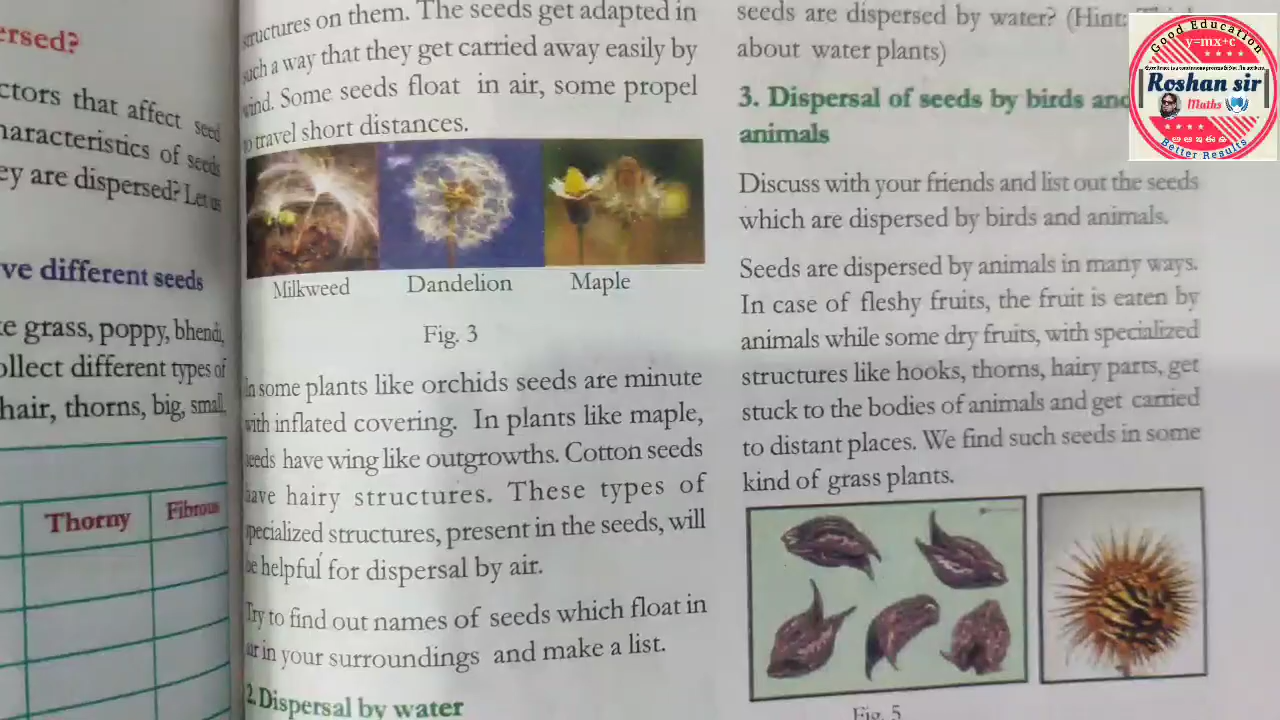 ersed?
ctors that affect seed
haracteristics of seeds
ey are dispersed? Let us
ve different seeds
e grass, poppy, bhendi,
ollect different types of
hair, thorns, big, small,
Thorny
Fibrous
structures on them. The seeds get adapted in
such a way that they get carried away easily by
wind. Some seeds float in air, some propel
to travel short distances.
Milkweed
Dandelion
Maple
Fig. 3
In some plants like orchids seeds are minute
with inflated covering. In plants like maple,
seeds have wing like outgrowths. Cotton seeds
have hairy structures. These types of
specialized structures, present in the seeds, will
be helpful for dispersal by air.
Try to find out names of seeds which float in
air in your surroundings and make a list.
2. Dispersal by water
seeds are dispersed by water? (Hint:
about water plants)
3. Dispersal of seeds by birds and
animals
Discuss with your friends and list out the seeds
which are dispersed by birds and animals.
Seeds are dispersed by animals in many ways.
In case of fleshy fruits, the fruit is eaten by
animals while some dry fruits, with specialized
structures like hooks, thorns, hairy parts, get
stuck to the bodies of animals and get carried
to distant places. We find such seeds in some
kind of grass plants.
Fig. 5
Good Education
y=mx+c
Roshan sir
Maths
Better Results